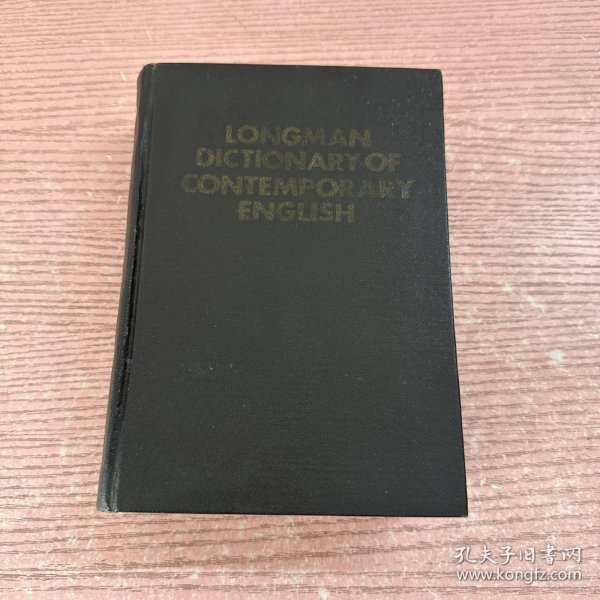 LONGMAN
DICTIONARY OF
CONTEMPORARY
ENGLISH
孔夫子旧书网
www.kongfz.com